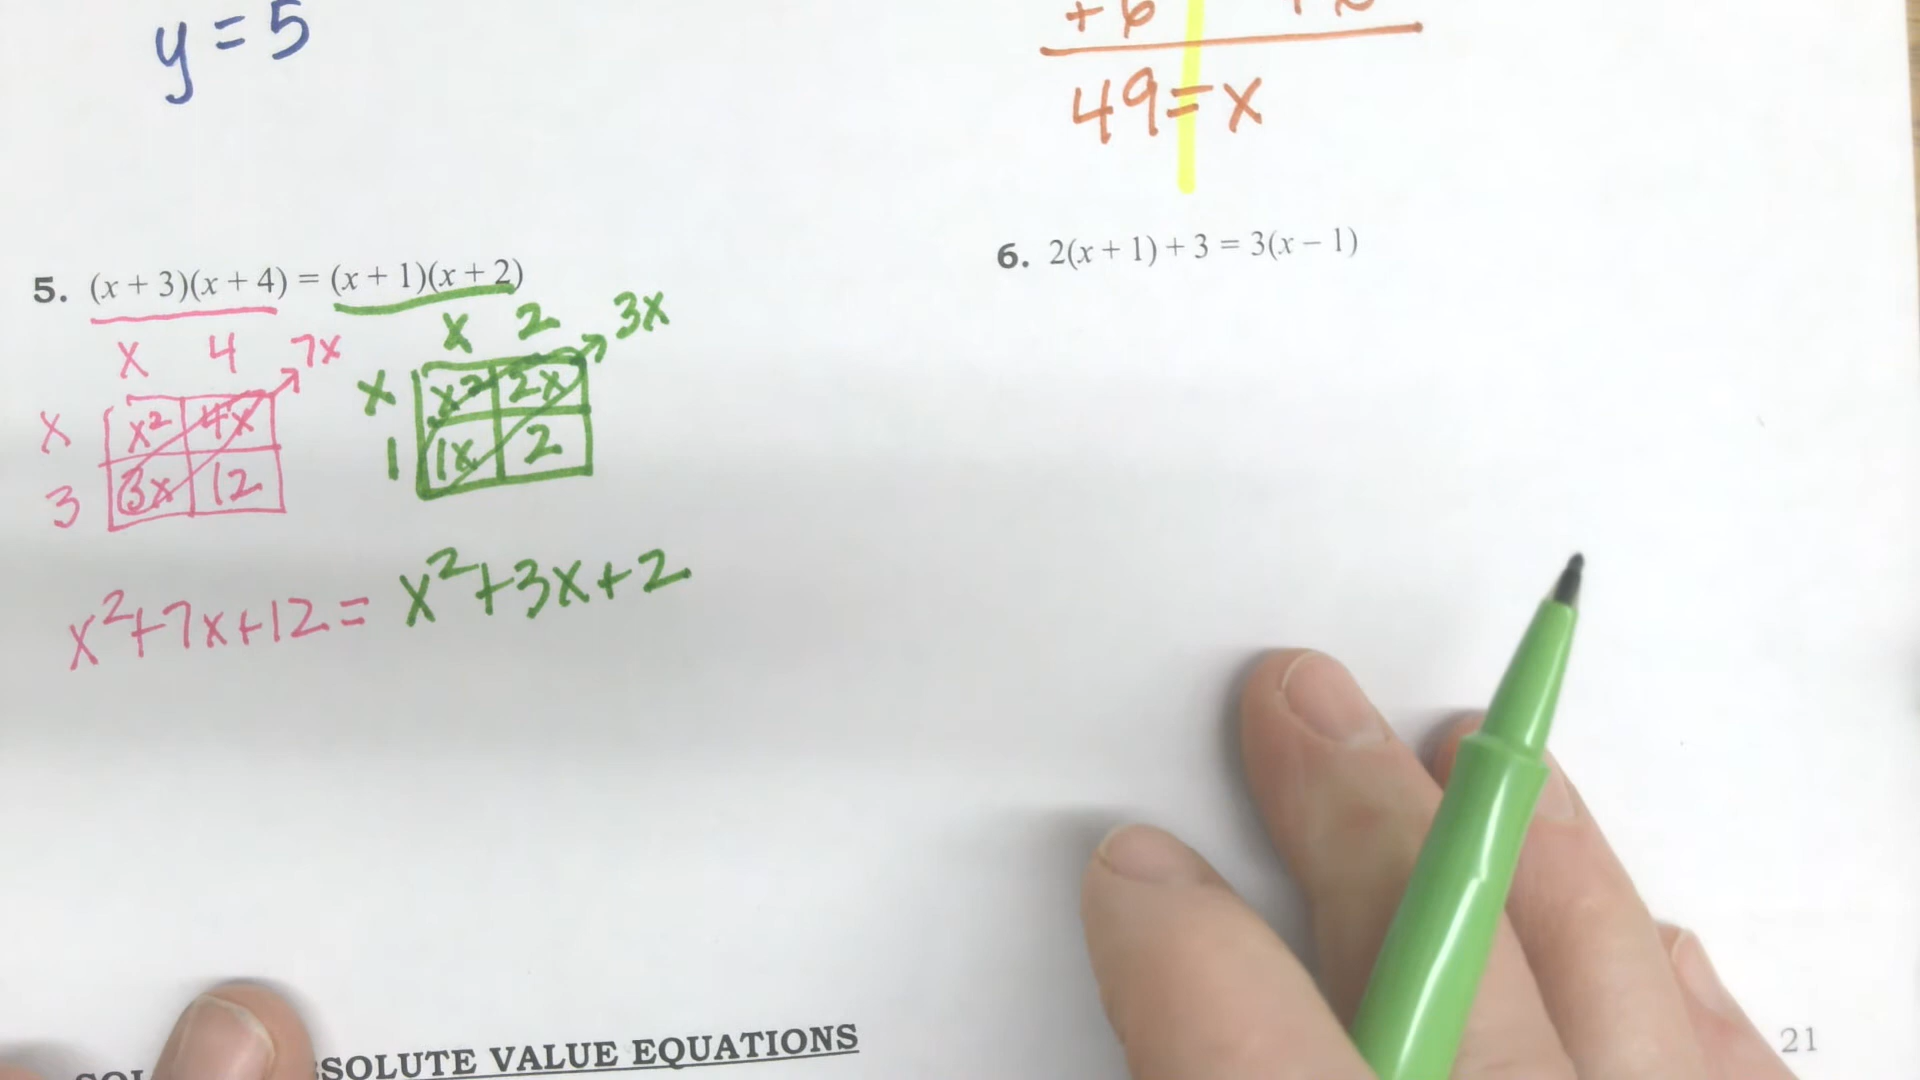 y = 5
+6
49 = x
5. (x + 3)(x + 4) = (x + 1)(x + 2)
x 4 7x
x x² 4x
3 3x 12
x 2 3x
x x² 2x
1 1x 2
x²+7x+12 = x²+3x+2
6. 2(x + 1) + 3 = 3(x − 1)
SOLUTE VALUE EQUATIONS
21